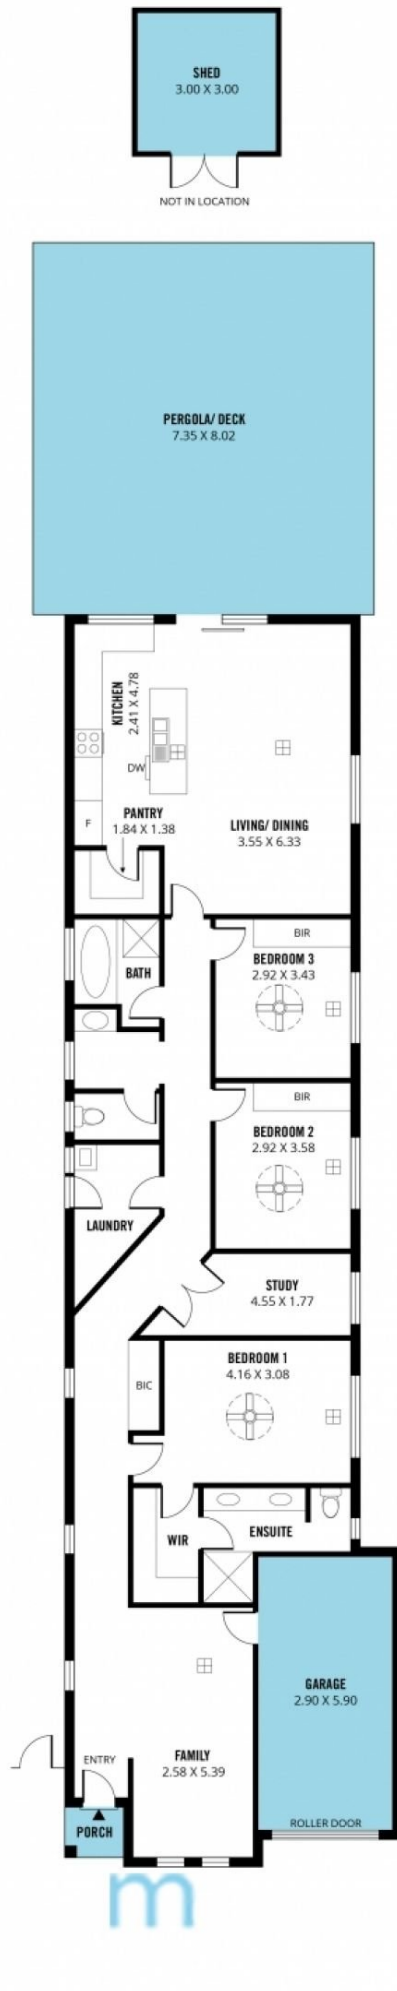 SHED
3.00 X 3.00
NOT IN LOCATION
PERGOLA/ DECK
7.35 X 8.02
KITCHEN
2.41 X 4.78
DW
F
PANTRY
1.84 X 1.38
LIVING/ DINING
3.55 X 6.33
BIR
BEDROOM 3
2.92 X 3.43
BATH
BIR
BEDROOM 2
2.92 X 3.58
LAUNDRY
STUDY
4.55 X 1.77
BEDROOM 1
4.16 X 3.08
BIC
WIR
ENSUITE
GARAGE
2.90 X 5.90
ROLLER DOOR
FAMILY
2.58 X 5.39
ENTRY
PORCH
m